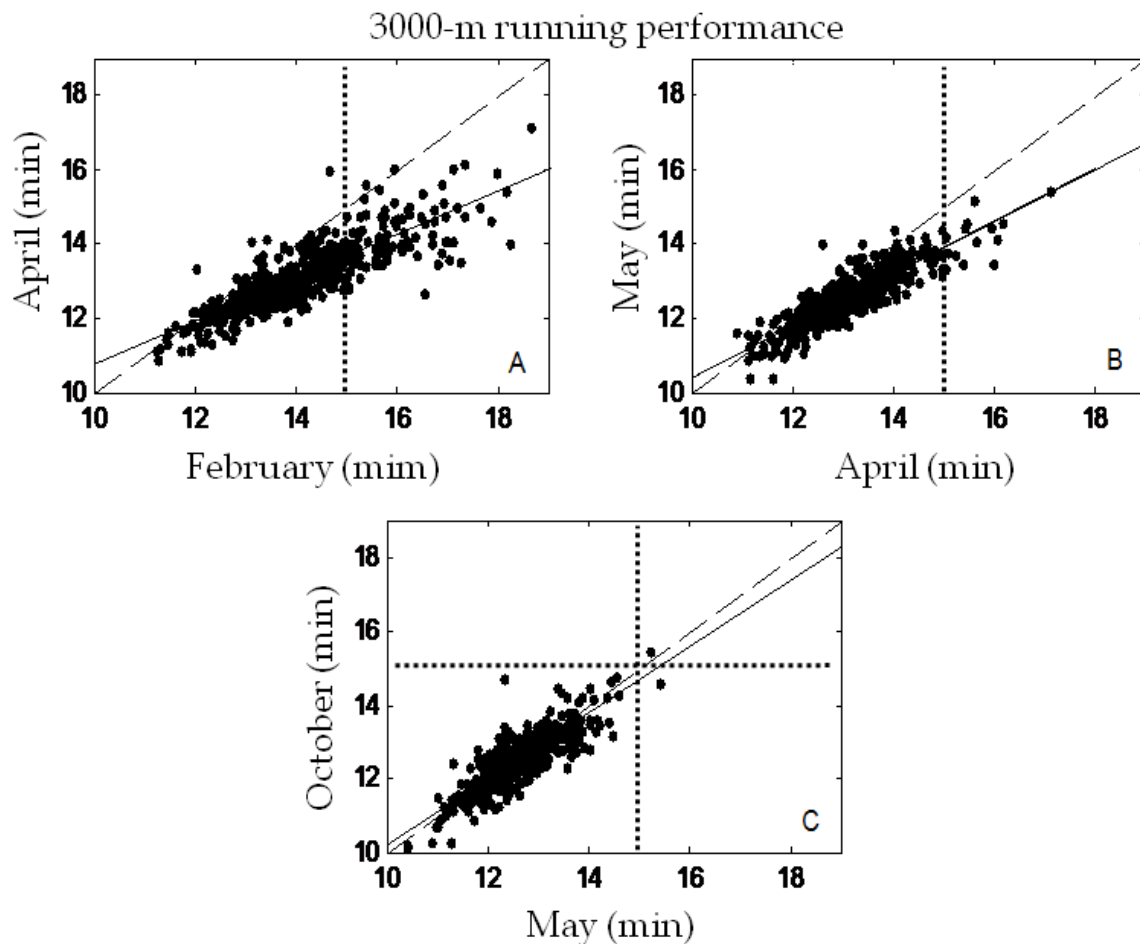 3000-m running performance
18
16
14
12
10
April (min)
A
10 12 14 16 18
February (mim)
18
16
14
12
10
May (min)
B
10 12 14 16 18
April (min)
18
16
14
12
10
October (min)
C
10 12 14 16 18
May (min)